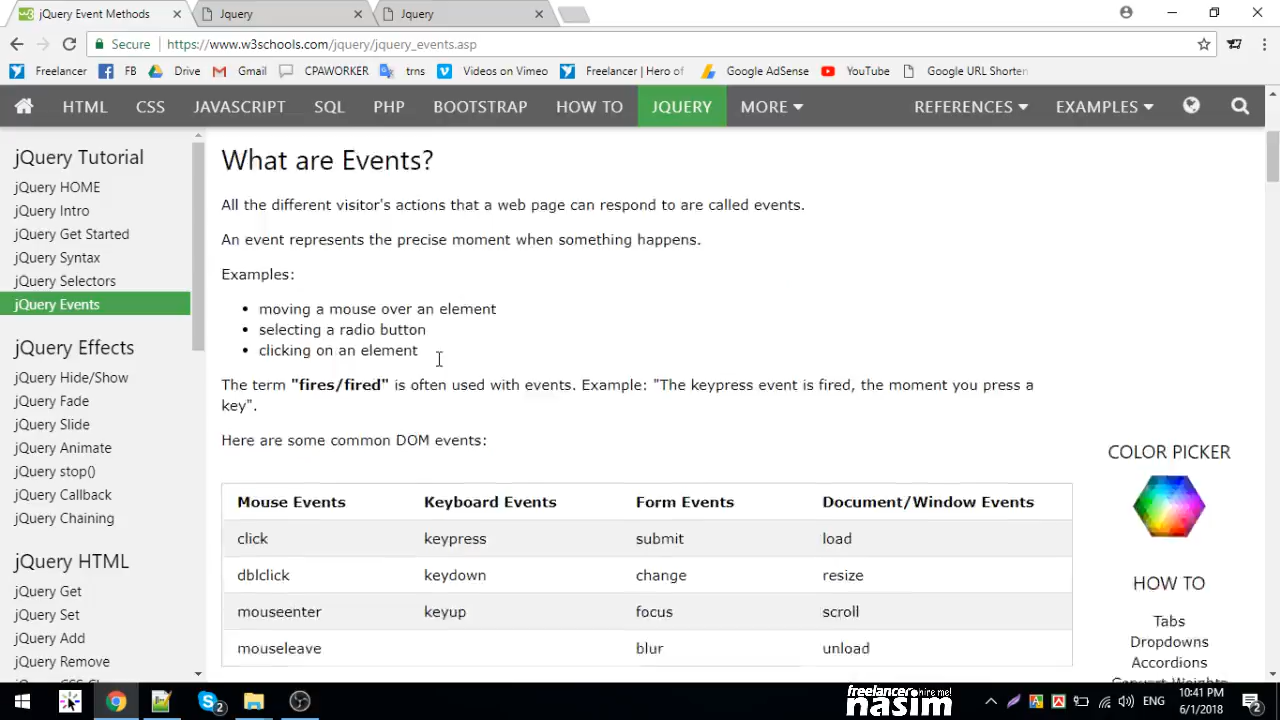 jQuery Event Methods
Jquery
Jquery
Secure
https://www.w3schools.com/jquery/jquery_events.asp
Freelancer
FB
Drive
Gmail
CPAWORKER
trns
Videos on Vimeo
Freelancer | Hero of
Google AdSense
YouTube
Google URL Shorten
HTML
CSS
JAVASCRIPT
SQL
PHP
BOOTSTRAP
HOW TO
JQUERY
MORE
REFERENCES
EXAMPLES
jQuery Tutorial
jQuery HOME
jQuery Intro
jQuery Get Started
jQuery Syntax
jQuery Selectors
jQuery Events
jQuery Effects
jQuery Hide/Show
jQuery Fade
jQuery Slide
jQuery Animate
jQuery stop()
jQuery Callback
jQuery Chaining
jQuery HTML
jQuery Get
jQuery Set
jQuery Add
jQuery Remove
What are Events?
All the different visitor's actions that a web page can respond to are called events.
An event represents the precise moment when something happens.
Examples:
• moving a mouse over an element
• selecting a radio button
• clicking on an element
The term "fires/fired" is often used with events. Example: "The keypress event is fired, the moment you press a
key".
Here are some common DOM events:
Mouse Events Keyboard Events Form Events Document/Window Events
click keypress submit load
dblclick keydown change resize
mouseenter keyup focus scroll
mouseleave blur unload
COLOR PICKER
HOW TO
Tabs
Dropdowns
Accordions
freelancer hire me!
nasim
ENG
10:41 PM
6/1/2018
2
2